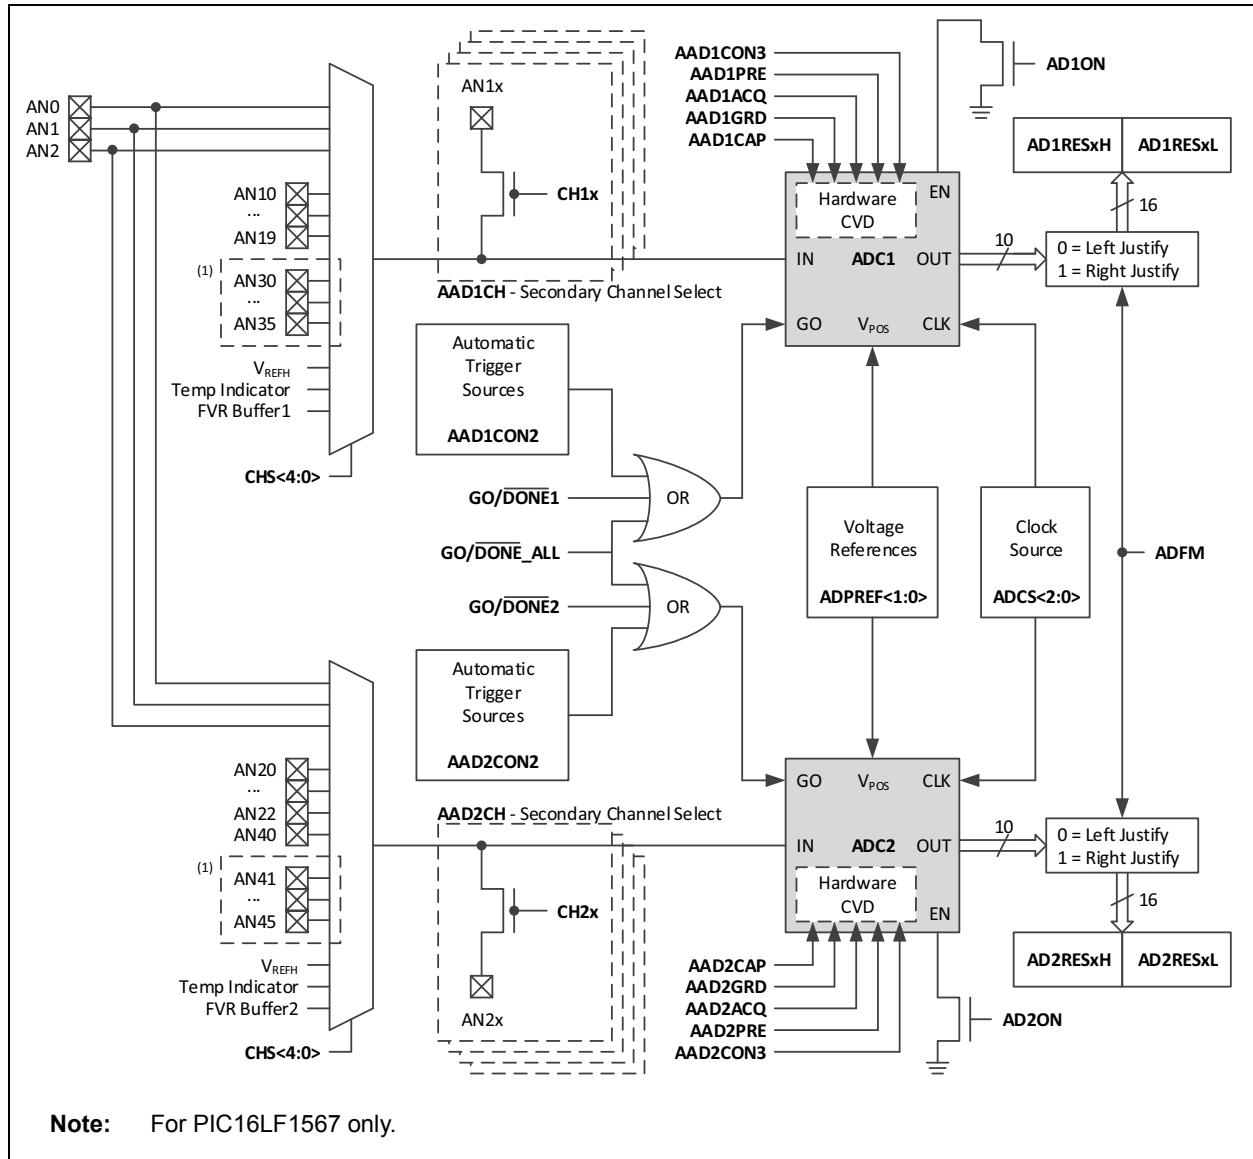 AN0
AN1
AN2
AN10
...
AN19
(1)
AN30
...
AN35
VREFH
Temp Indicator
FVR Buffer1
CHS<4:0>
AN1x
CH1x
AAD1CH - Secondary Channel Select
AAD1CON3
AAD1PRE
AAD1ACQ
AAD1GRD
AAD1CAP
AD1ON
Hardware
CVD
EN
IN
ADC1
OUT
GO
VPOS
CLK
10
AD1RESxH
AD1RESxL
16
0 = Left Justify
1 = Right Justify
Automatic
Trigger
Sources
AAD1CON2
GO/D̅O̅N̅E̅1
OR
GO/D̅O̅N̅E̅_ALL
GO/D̅O̅N̅E̅2
OR
Voltage
References
ADPREF<1:0>
Clock
Source
ADCS<2:0>
ADFM
Automatic
Trigger
Sources
AAD2CON2
AN20
...
AN22
AN40
(1)
AN41
...
AN45
VREFH
Temp Indicator
FVR Buffer2
CHS<4:0>
AAD2CH - Secondary Channel Select
CH2x
AN2x
GO
VPOS
CLK
IN
ADC2
OUT
Hardware
CVD
EN
10
0 = Left Justify
1 = Right Justify
16
AD2RESxH
AD2RESxL
AAD2CAP
AAD2GRD
AAD2ACQ
AAD2PRE
AAD2CON3
AD2ON
Note: For PIC16LF1567 only.